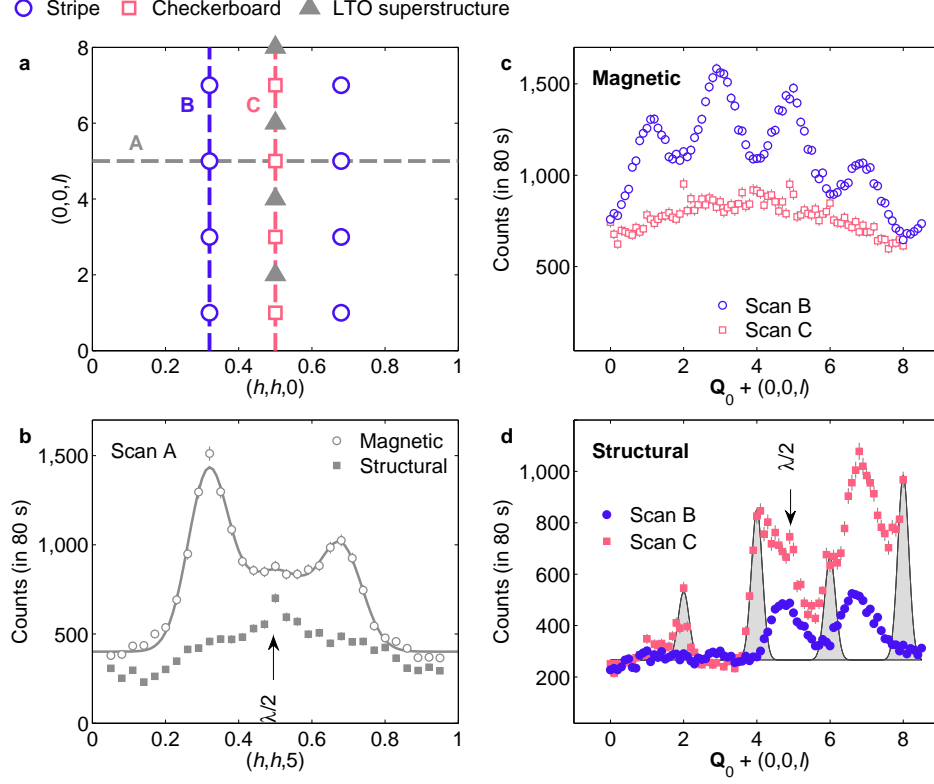 Stripe Checkerboard LTO superstructure
a
8
6
4
2
0
(0,0,l)
A
B
C
0 0.2 0.4 0.6 0.8 1
(h,h,0)
c
Magnetic
1,500
1,000
500
Counts (in 80 s)
Scan B
Scan C
0 2 4 6 8
Q0 + (0,0,l)
b
Scan A
Magnetic
Structural
1,500
1,000
500
0
Counts (in 80 s)
λ/2
0 0.2 0.4 0.6 0.8 1
(h,h,5)
d
Structural
λ/2
Scan B
Scan C
1,000
800
600
400
200
Counts (in 80 s)
0 2 4 6 8
Q0 + (0,0,l)